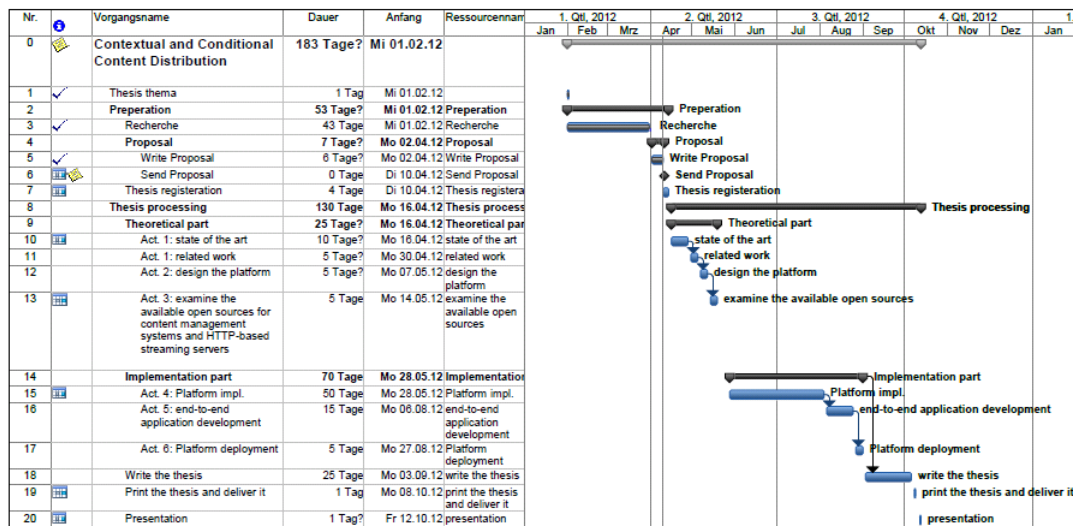 Nr. Vorgangsname Dauer Anfang Ressourcennam 1. Qtl, 2012 2. Qtl, 2012 3. Qtl, 2012 4. Qtl, 2012 1.
Jan Feb Mrz Apr Mai Jun Jul Aug Sep Okt Nov Dez Jan
0 Contextual and Conditional 183 Tage? Mi 01.02.12
Content Distribution
1 Thesis thema 1 Tag Mi 01.02.12
2 Preperation 53 Tage? Mi 01.02.12 Preperation Preperation
3 Recherche 43 Tage Mi 01.02.12 Recherche Recherche
4 Proposal 7 Tage? Mo 02.04.12 Proposal Proposal
5 Write Proposal 6 Tage? Mo 02.04.12 Write Proposal Write Proposal
6 Send Proposal 0 Tage Di 10.04.12 Send Proposal Send Proposal
7 Thesis registeration 4 Tage Di 10.04.12 Thesis registera Thesis registeration
8 Thesis processing 130 Tage Mo 16.04.12 Thesis process Thesis processing
9 Theoretical part 25 Tage? Mo 16.04.12 Theoretical par Theoretical part
10 Act. 1: state of the art 10 Tage? Mo 16.04.12 state of the art state of the art
11 Act. 1: related work 5 Tage? Mo 30.04.12 related work related work
12 Act. 2: design the platform 5 Tage? Mo 07.05.12 design the design the platform
platform
13 Act. 3: examine the 5 Tage Mo 14.05.12 examine the examine the available open sources
available open sources for available open
content management sources
systems and HTTP-based
streaming servers
14 Implementation part 70 Tage Mo 28.05.12 Implementation Implementation part
15 Act. 4: Platform impl. 50 Tage Mo 28.05.12 Platform impl. Platform impl.
16 Act. 5: end-to-end 15 Tage Mo 06.08.12 end-to-end end-to-end application development
application development application
development
17 Act. 6: Platform deployment 5 Tage Mo 27.08.12 Platform Platform deployment
deployment
18 Write the thesis 25 Tage Mo 03.09.12 write the thesis write the thesis
19 Print the thesis and deliver it 1 Tag Mo 08.10.12 print the thesis print the thesis and deliver it
and deliver it
20 Presentation 1 Tag? Fr 12.10.12 presentation presentation